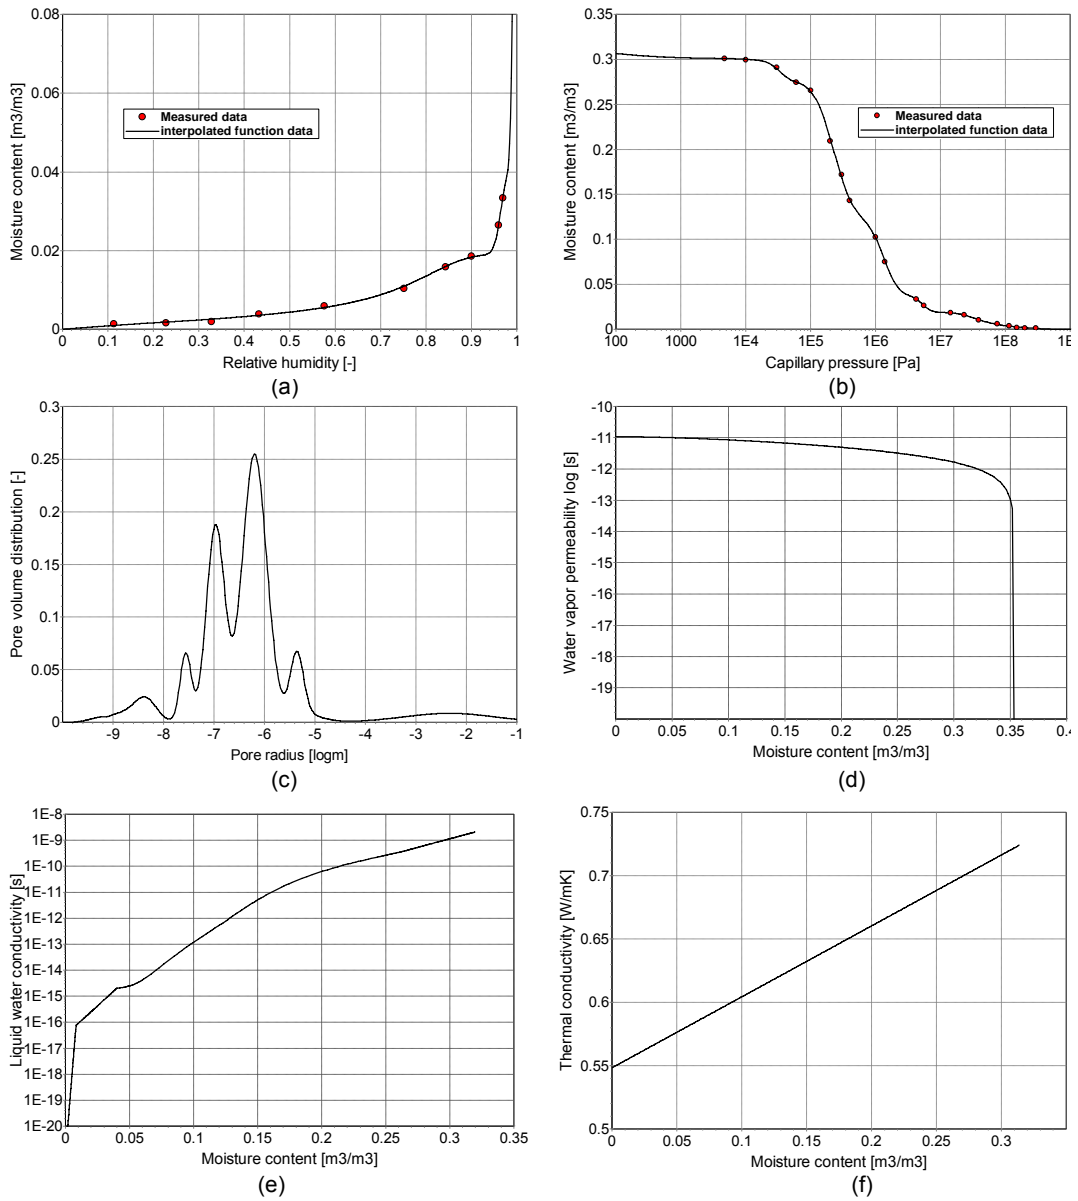 0.08
0.06
0.04
0.02
0
Moisture content [m3/m3]
Measured data
interpolated function data
0 0.1 0.2 0.3 0.4 0.5 0.6 0.7 0.8 0.9 1
Relative humidity [-]
(a)
0.35
0.3
0.25
0.2
0.15
0.1
0.05
0
Moisture content [m3/m3]
Measured data
interpolated function data
100 1000 1E4 1E5 1E6 1E7 1E8 1E
Capillary pressure [Pa]
(b)
0.3
0.25
0.2
0.15
0.1
0.05
0
Pore volume distribution [-]
-9 -8 -7 -6 -5 -4 -3 -2 -1
Pore radius [logm]
(c)
-10
-11
-12
-13
-14
-15
-16
-17
-18
-19
Water vapor permeability log [s]
0 0.05 0.1 0.15 0.2 0.25 0.3 0.35 0.4
Moisture content [m3/m3]
(d)
1E-8
1E-9
1E-10
1E-11
1E-12
1E-13
1E-14
1E-15
1E-16
1E-17
1E-18
1E-19
1E-20
Liquid water conductivity [s]
0 0.05 0.1 0.15 0.2 0.25 0.3 0.35
Moisture content [m3/m3]
(e)
0.75
0.7
0.65
0.6
0.55
0.5
Thermal conductivity [W/mK]
0 0.05 0.1 0.15 0.2 0.25 0.3
Moisture content [m3/m3]
(f)